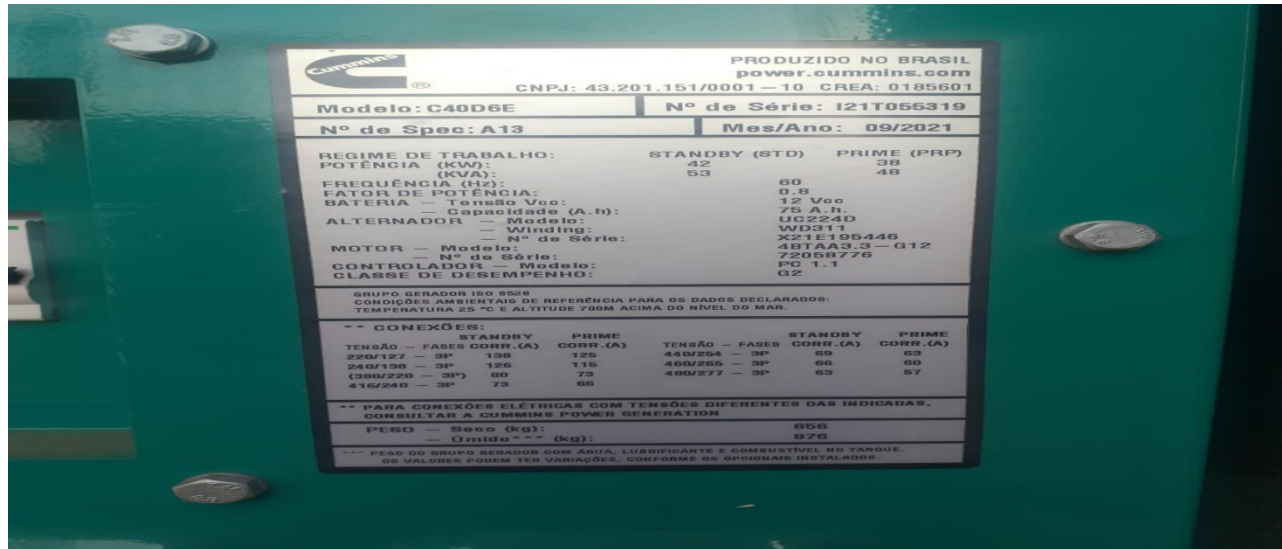 Cummins ®
PRODUZIDO NO BRASIL
power.cummins.com
CNPJ: 43.201.151/0001-10 CREA: 0185601
Modelo: C40D6E Nº de Série: I21T055319
Nº de Spec: A13 Mes/Ano: 09/2021
REGIME DE TRABALHO: STANDBY (STD) PRIME (PRP)
POTÊNCIA (KW): 42 38
(KVA): 53 48
FREQUÊNCIA (Hz): 60
FATOR DE POTÊNCIA: 0.8
BATERIA — Tensão Vcc: 12 Vcc
— Capacidade (A.h): 75 A.h.
ALTERNADOR — Modelo: UC224D
— Winding: WD311
— Nº de Série: X21E195446
MOTOR — Modelo: 4BTAA3.3-G12
— Nº de Série: 72058776
CONTROLADOR — Modelo: PC 1.1
CLASSE DE DESEMPENHO: G2
GRUPO GERADOR ISO 8528
CONDIÇÕES AMBIENTAIS DE REFERÊNCIA PARA OS DADOS DECLARADOS:
TEMPERATURA 25 °C E ALTITUDE 700M ACIMA DO NÍVEL DO MAR.
** CONEXÕES:
STANDBY PRIME STANDBY PRIME
TENSÃO — FASES CORR.(A) CORR.(A) TENSÃO — FASES CORR.(A) CORR.(A)
220/127 — 3P 138 125 440/254 — 3P 69 63
240/138 — 3P 126 115 460/265 — 3P 66 60
(380/220 — 3P) 80 73 480/277 — 3P 63 57
416/240 — 3P 73 66
** PARA CONEXÕES ELÉTRICAS COM TENSÕES DIFERENTES DAS INDICADAS,
CONSULTAR A CUMMINS POWER GENERATION
PESO — Seco (kg): 856
— Úmido*** (kg): 876
*** PESO DO GRUPO GERADOR COM ÁGUA, LUBRIFICANTE E COMBUSTÍVEL NO TANQUE.
OS VALORES PODEM TER VARIAÇÕES, CONFORME OS OPCIONAIS INSTALADOS.